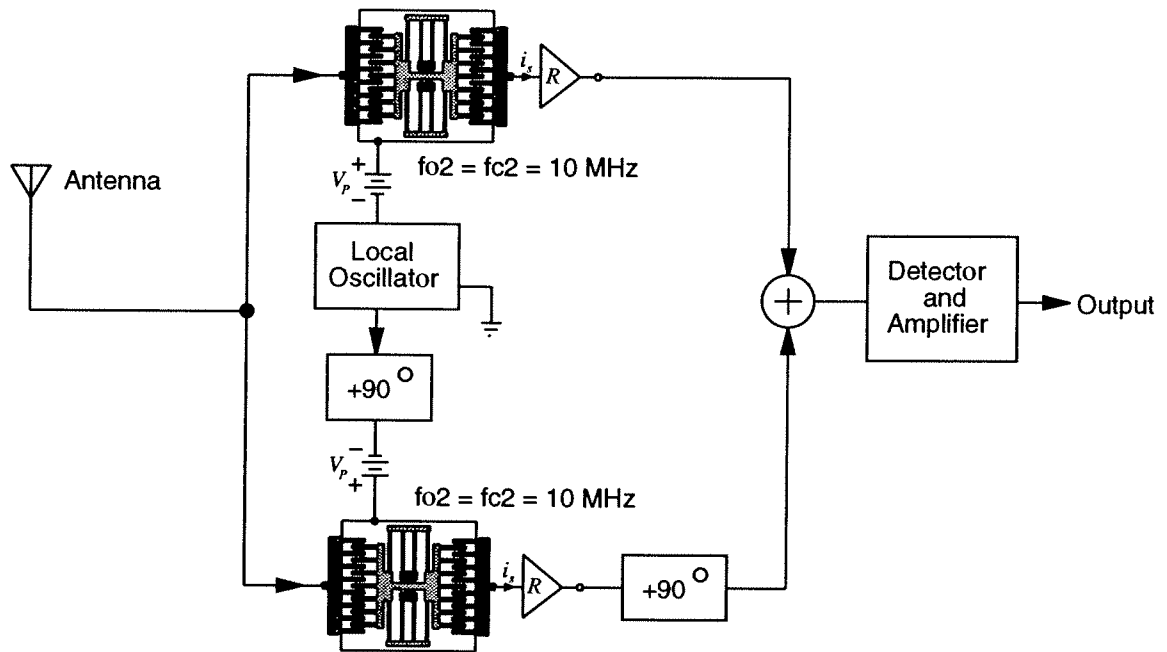 i_s
R
+
V_P
−
fo2 = fc2 = 10 MHz
Antenna
Local
Oscillator
+90 °
−
V_P
+
fo2 = fc2 = 10 MHz
i_s
R
+90 °
+
Detector
and
Amplifier
Output